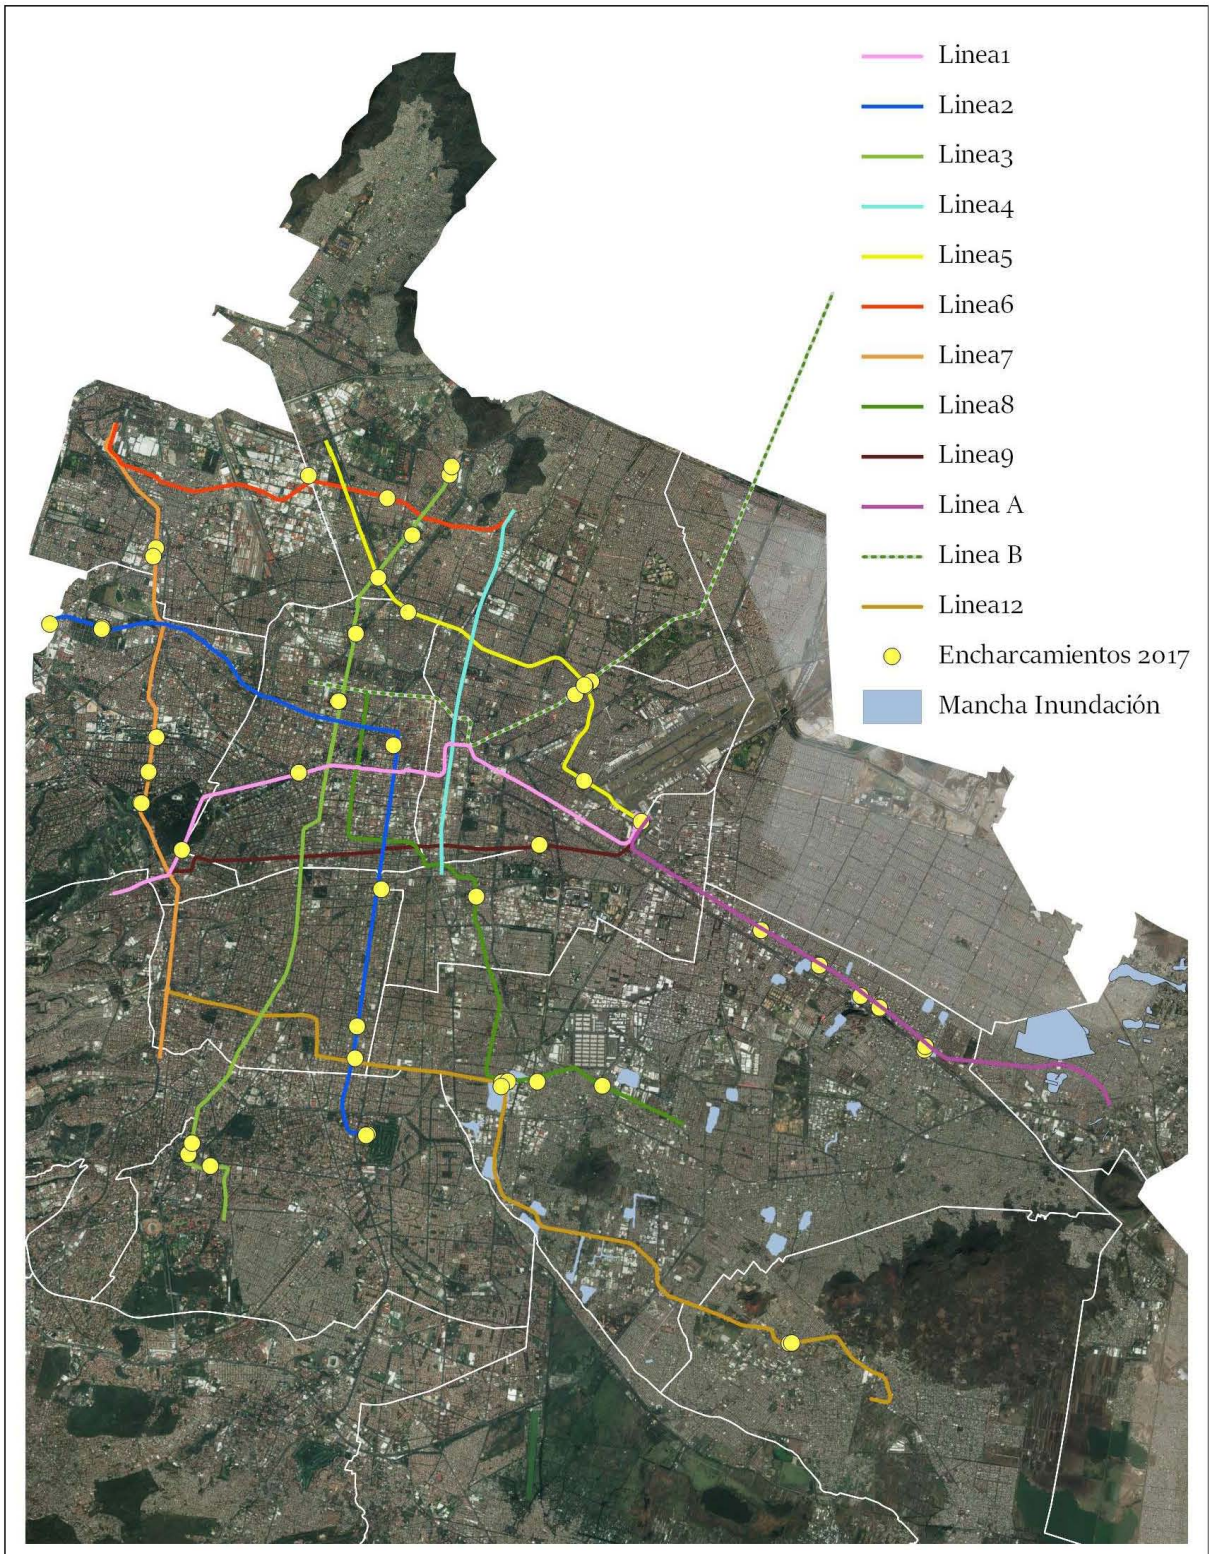 Linea1
Linea2
Linea3
Linea4
Linea5
Linea6
Linea7
Linea8
Linea9
Linea A
Linea B
Linea12
Encharcamientos 2017
Mancha Inundación